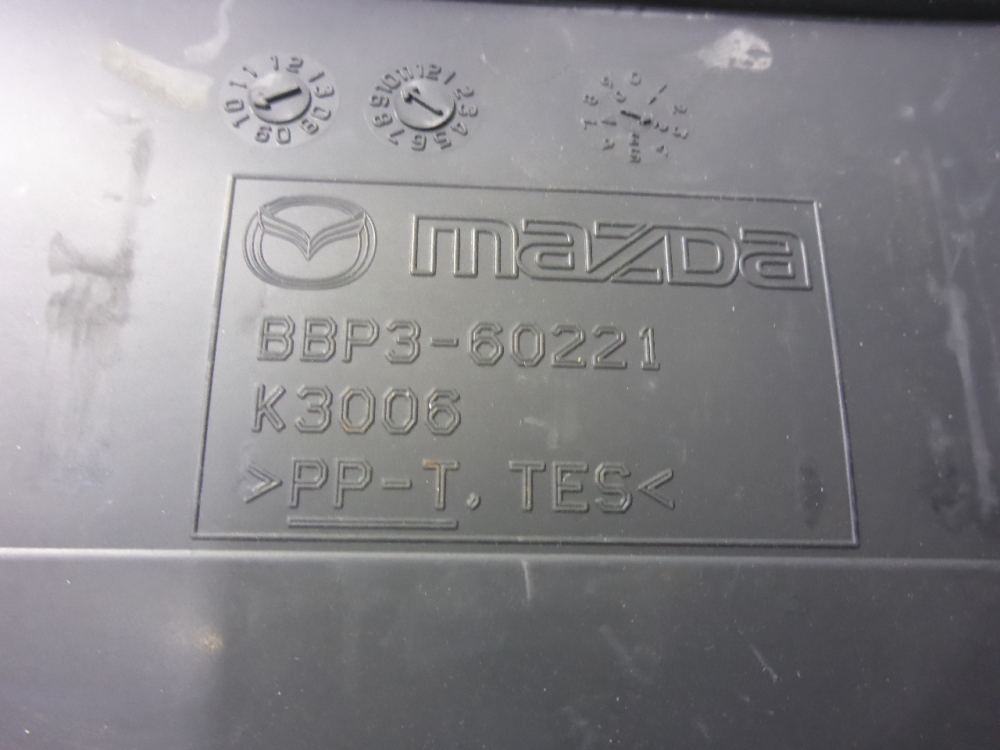 mazda
BBP3-60221
K3006
>PP-T, TES<